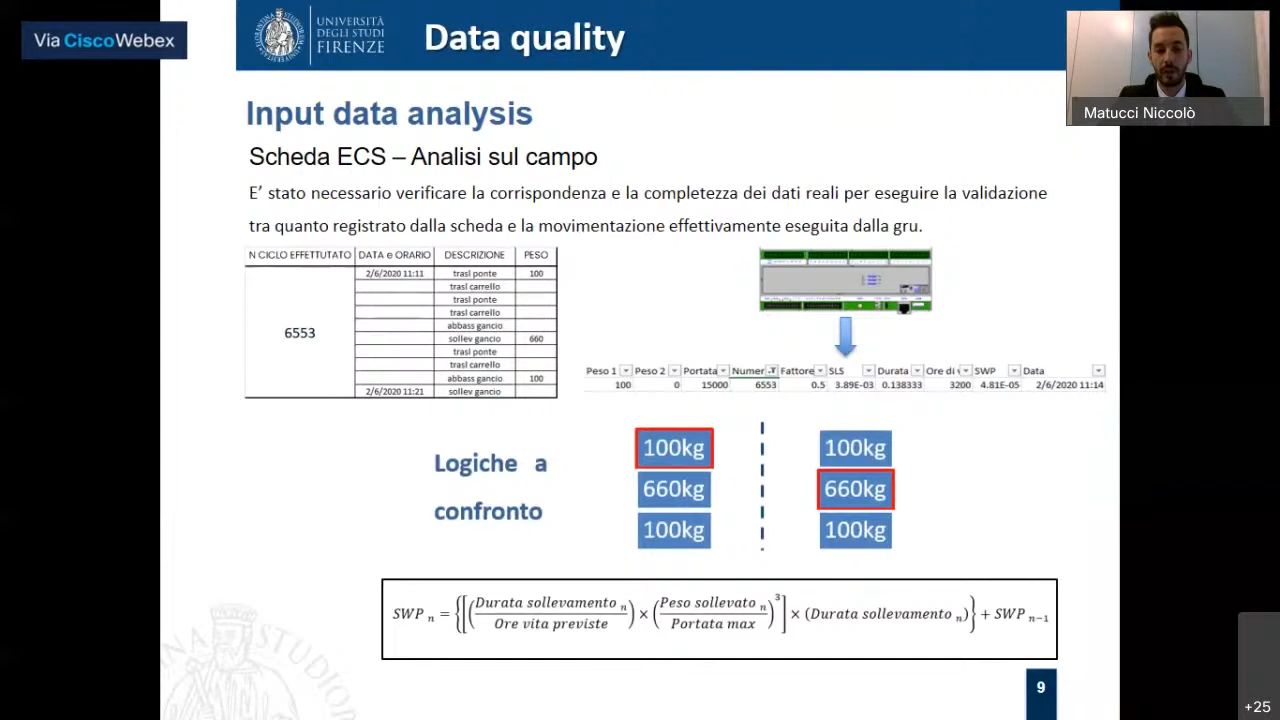 Via Cisco Webex
UNIVERSITÀ
DEGLI STUDI
FIRENZE
Data quality
Matucci Niccolò
Input data analysis
Scheda ECS – Analisi sul campo
E' stato necessario verificare la corrispondenza e la completezza dei dati reali per eseguire la validazione
tra quanto registrato dalla scheda e la movimentazione effettivamente eseguita dalla gru.
N CICLO EFFETTUTATO DATA e ORARIO DESCRIZIONE PESO
2/6/2020 11:11 trasl ponte 100
trasl carrello
trasl ponte
trasl carrello
abbass gancio
6553
sollev gancio 660
trasl ponte
trasl carrello
abbass gancio 100
2/6/2020 11:21 sollev gancio
Peso 1 Peso 2 Portata Numer Fattore SLS Durata Ore di v SWP Data
100 0 15000 6553 0.5 3.89E-03 0.138333 3200 4.81E-05 2/6/2020 11:14
Logiche a
confronto
100kg 100kg
660kg 660kg
100kg 100kg
SWP n = {[(Durata sollevamento n / Ore vita previste) × (Peso sollevato n / Portata max)³] × (Durata sollevamento n)} + SWP n−1
9
+25